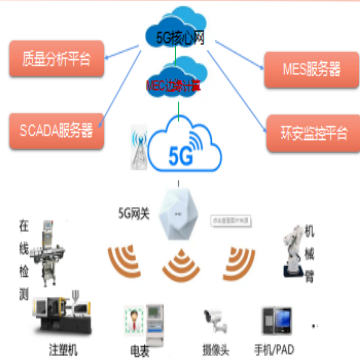 5G核心网
质量分析平台
MES服务器
MEC边缘计算
SCADA服务器
环安监控平台
5G
5G网关
在线检测
机械臂
注塑机
电表
摄像头
手机/PAD